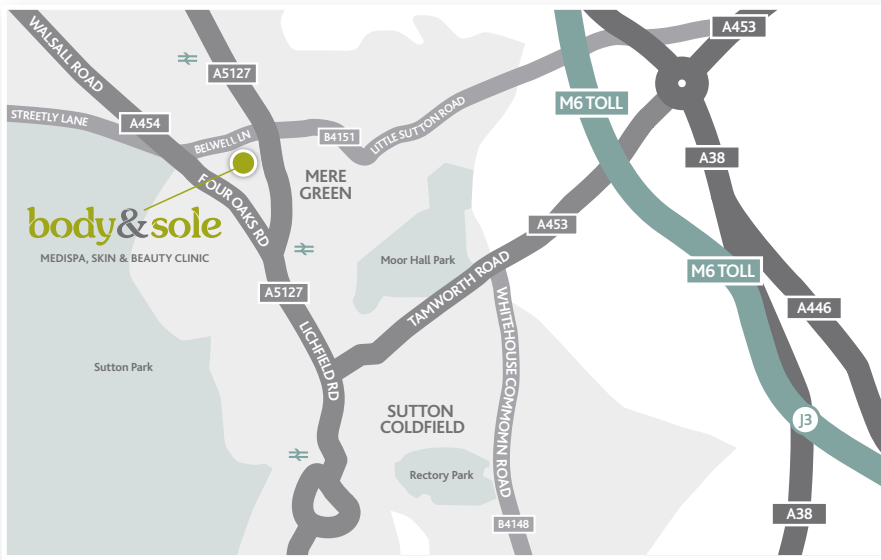 A453
WALSALL ROAD
A5127
M6 TOLL
STREETLY LANE
A454
BELWELL LN
B4151
LITTLE SUTTON ROAD
A38
MERE
GREEN
FOUR OAKS RD
body&sole
MEDISPA, SKIN & BEAUTY CLINIC
A453
Moor Hall Park
TAMWORTH ROAD
M6 TOLL
A5127
A446
WHITEHOUSE COMMOMN ROAD
LICHFIELD RD
Sutton Park
SUTTON
COLDFIELD
J3
Rectory Park
A38
B4148